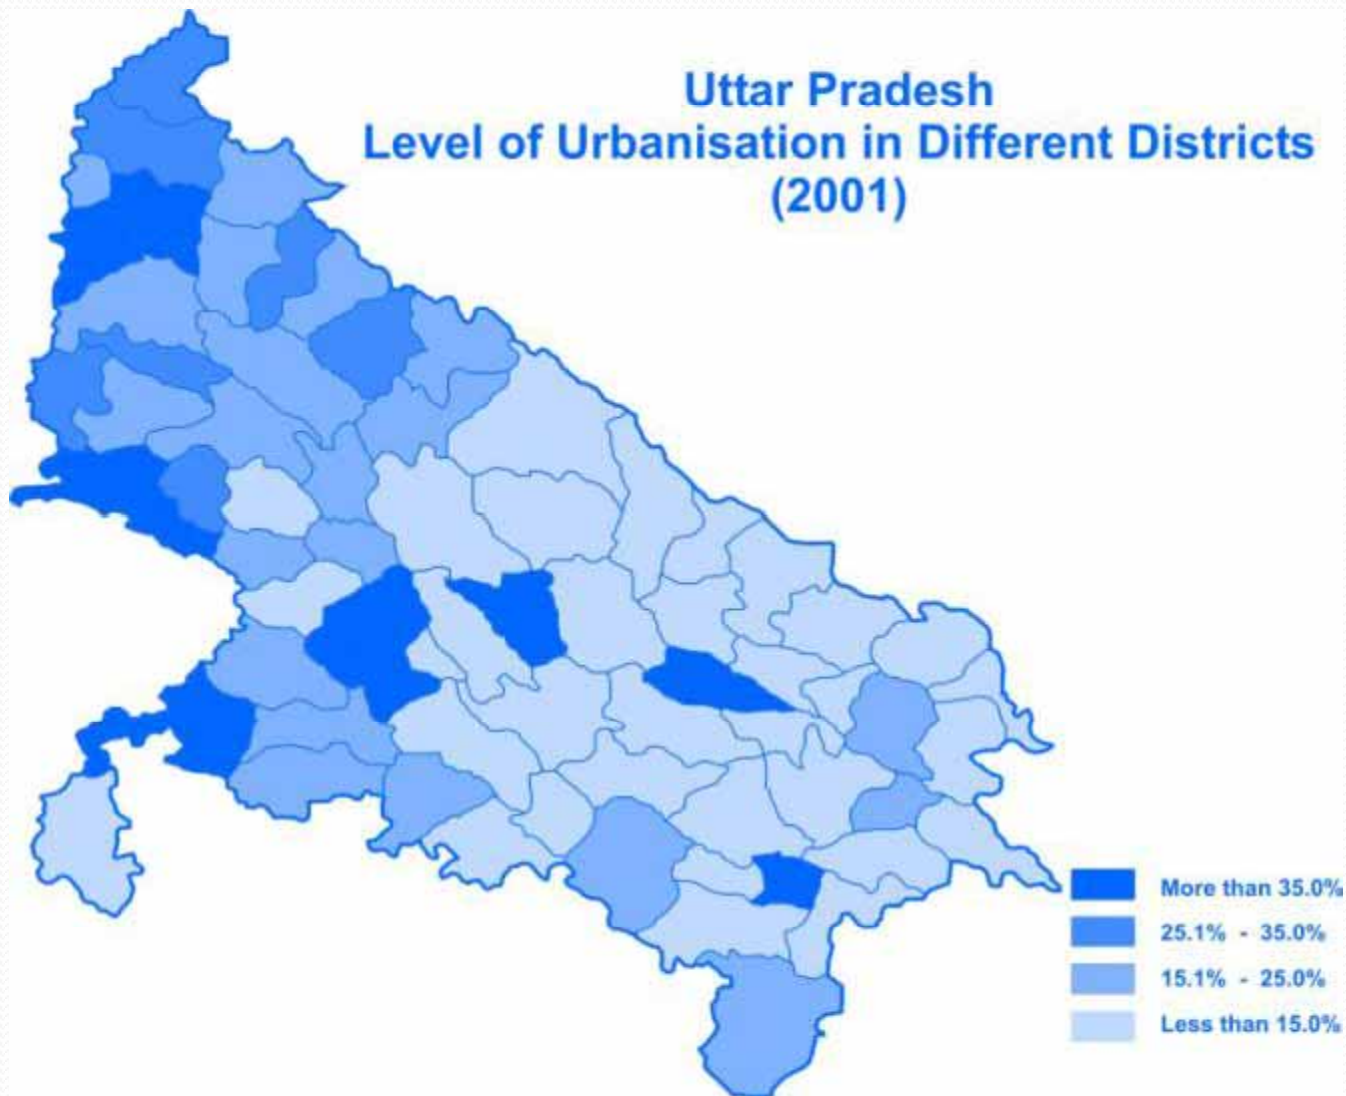 Uttar Pradesh
Level of Urbanisation in Different Districts
(2001)
More than 35.0%
25.1% - 35.0%
15.1% - 25.0%
Less than 15.0%